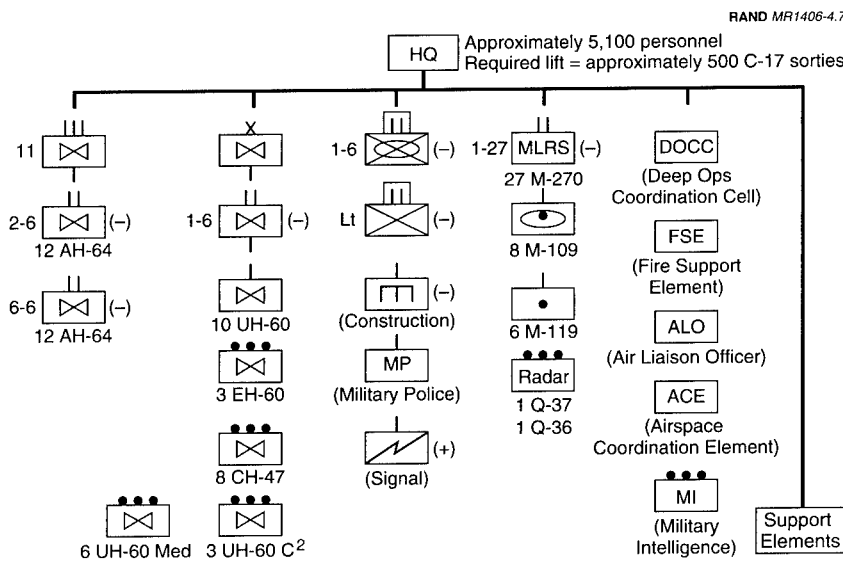 RAND MR1406-4.7
HQ
Approximately 5,100 personnel
Required lift = approximately 500 C-17 sorties
11
2-6 (–)
12 AH-64
6-6 (–)
12 AH-64
X
1-6 (–)
10 UH-60
3 EH-60
8 CH-47
6 UH-60 Med
3 UH-60 C²
1-6 (–)
Lt (–)
(–)
(Construction)
MP
(Military Police)
(+)
(Signal)
1-27 MLRS (–)
27 M-270
8 M-109
6 M-119
Radar
1 Q-37
1 Q-36
DOCC
(Deep Ops
Coordination Cell)
FSE
(Fire Support
Element)
ALO
(Air Liaison Officer)
ACE
(Airspace
Coordination Element)
MI
(Military
Intelligence)
Support
Elements